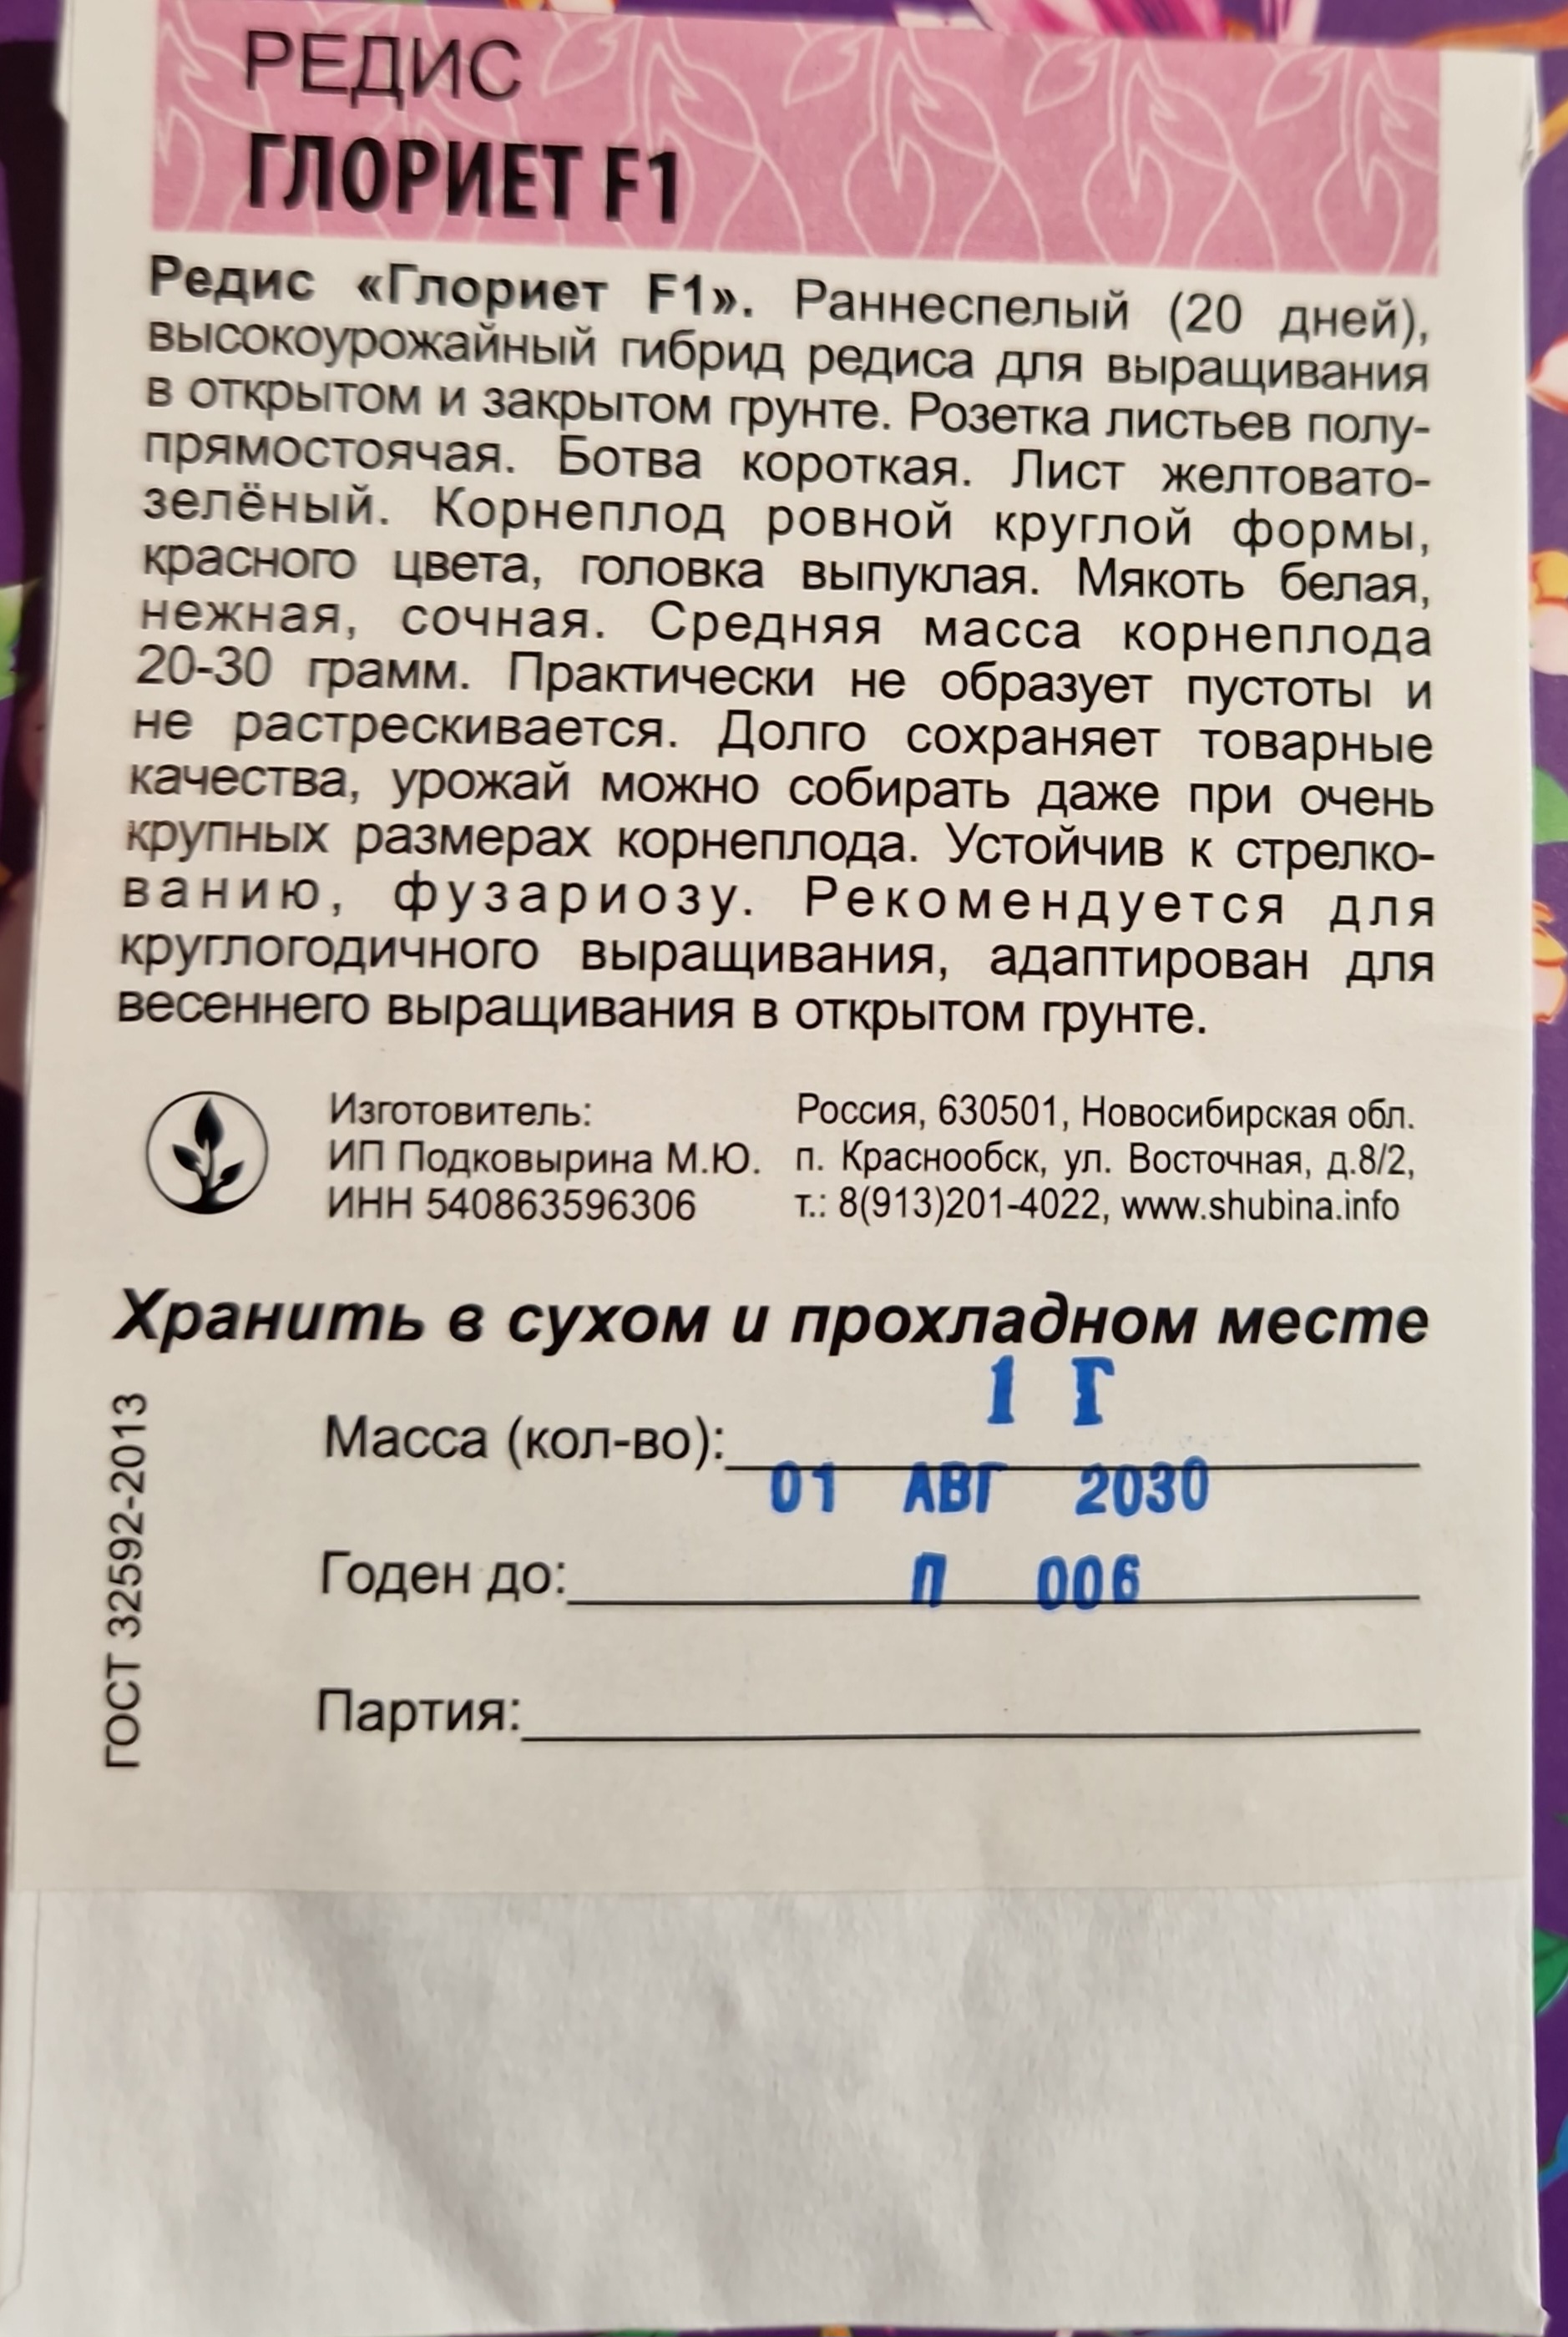 РЕДИС
ГЛОРИЕТ F1
Редис «Глориет F1». Раннеспелый (20 дней),
высокоурожайный гибрид редиса для выращивания
в открытом и закрытом грунте. Розетка листьев полу-
прямостоячая. Ботва короткая. Лист желтовато-
зелёный. Корнеплод ровной круглой формы,
красного цвета, головка выпуклая. Мякоть белая,
нежная, сочная. Средняя масса корнеплода
20-30 грамм. Практически не образует пустоты и
не растрескивается. Долго сохраняет товарные
качества, урожай можно собирать даже при очень
крупных размерах корнеплода. Устойчив к стрелко-
ванию, фузариозу. Рекомендуется для
круглогодичного выращивания, адаптирован для
весеннего выращивания в открытом грунте.
Изготовитель:
ИП Подковырина М.Ю.
ИНН 540863596306
Россия, 630501, Новосибирская обл.
п. Краснообск, ул. Восточная, д.8/2,
т.: 8(913)201-4022, www.shubina.info
Хранить в сухом и прохладном месте
1 Г
Масса (кол-во):
01 АВГ 2030
Годен до:
П 006
Партия:
ГОСТ 32592-2013